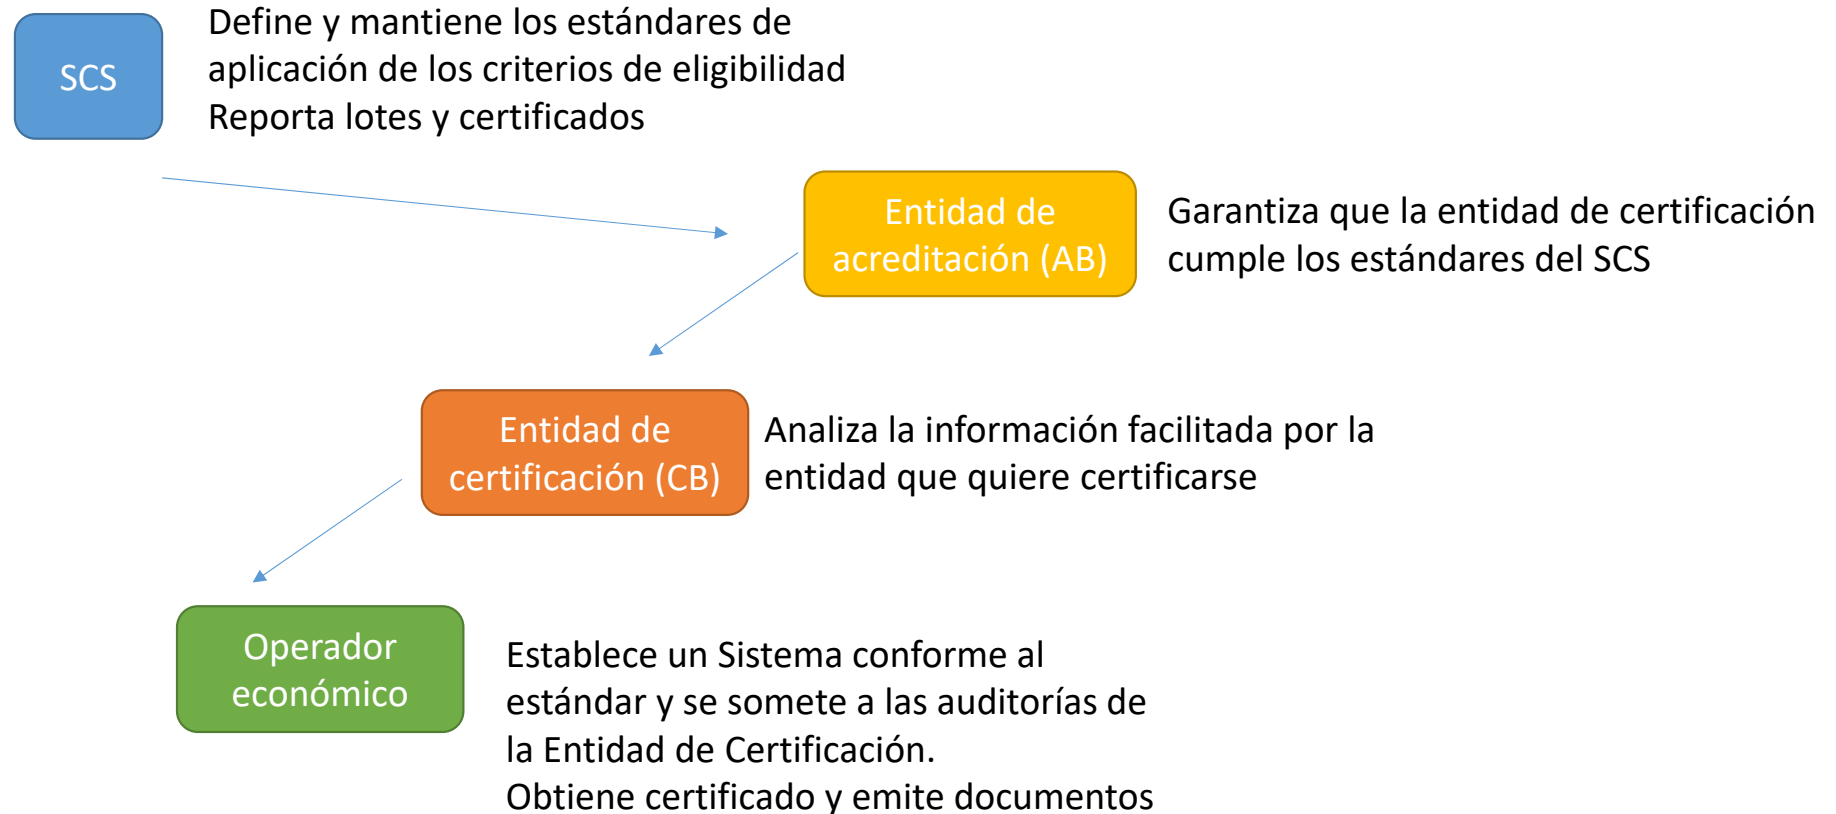 SCS
Define y mantiene los estándares de
aplicación de los criterios de eligibilidad
Reporta lotes y certificados
Entidad de
acreditación (AB)
Garantiza que la entidad de certificación
cumple los estándares del SCS
Entidad de
certificación (CB)
Analiza la información facilitada por la
entidad que quiere certificarse
Operador
económico
Establece un Sistema conforme al
estándar y se somete a las auditorías de
la Entidad de Certificación.
Obtiene certificado y emite documentos